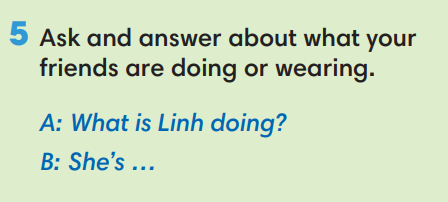 5 Ask and answer about what your
friends are doing or wearing.
A: What is Linh doing?
B: She's ...